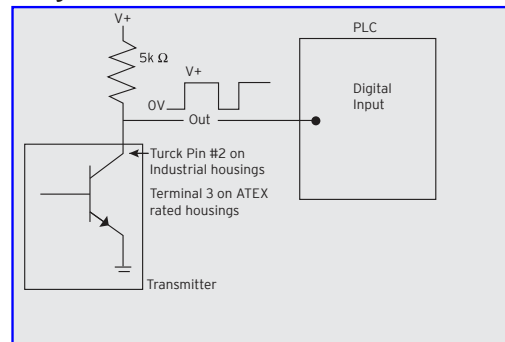 V+
PLC
5k Ω
V+
Digital
Input
0V
Out
Turck Pin #2 on
Industrial housings
Terminal 3 on ATEX
rated housings
Transmitter